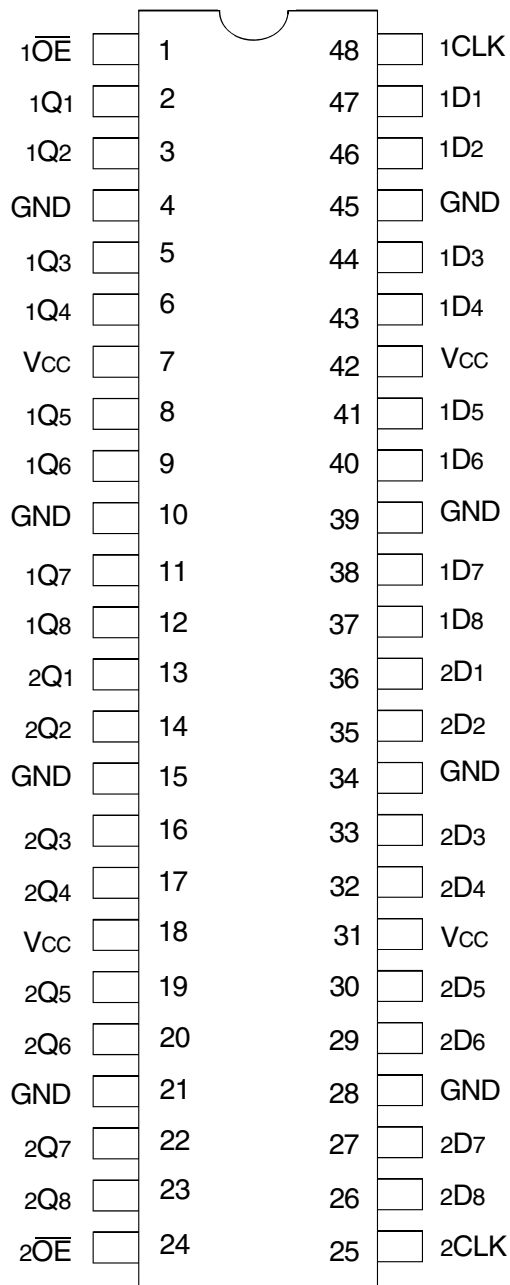 1O̅E̅ 1 48 1CLK
1Q1 2 47 1D1
1Q2 3 46 1D2
GND 4 45 GND
1Q3 5 44 1D3
1Q4 6 43 1D4
VCC 7 42 VCC
1Q5 8 41 1D5
1Q6 9 40 1D6
GND 10 39 GND
1Q7 11 38 1D7
1Q8 12 37 1D8
2Q1 13 36 2D1
2Q2 14 35 2D2
GND 15 34 GND
2Q3 16 33 2D3
2Q4 17 32 2D4
VCC 18 31 VCC
2Q5 19 30 2D5
2Q6 20 29 2D6
GND 21 28 GND
2Q7 22 27 2D7
2Q8 23 26 2D8
2O̅E̅ 24 25 2CLK